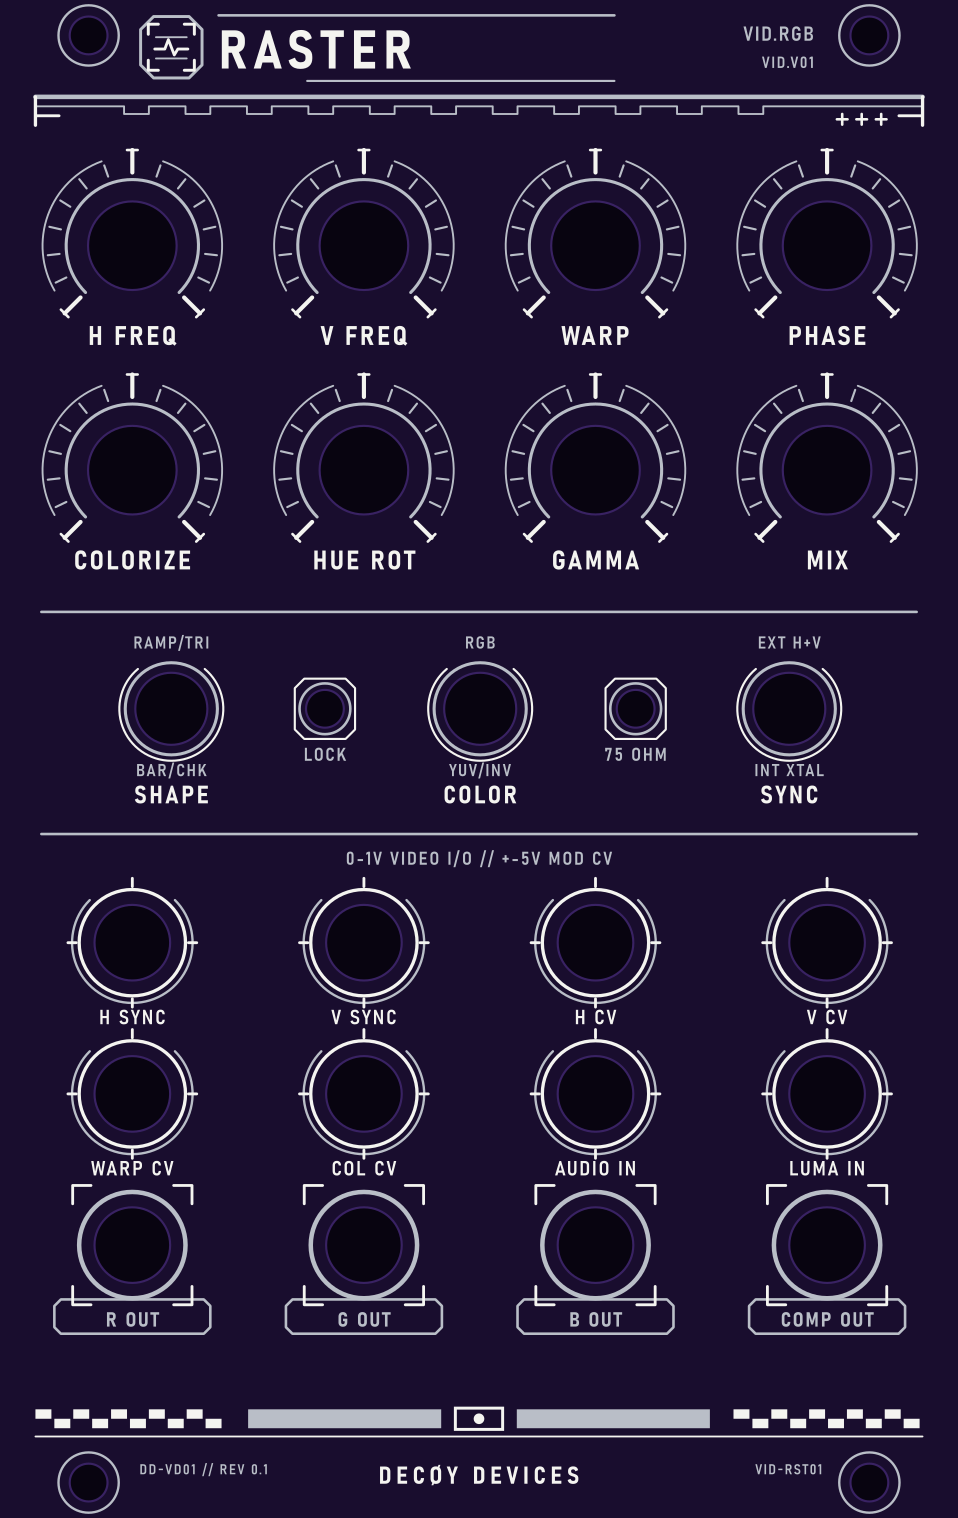 RASTER
VID.RGB
VID.V01
+++
H FREQ V FREQ WARP PHASE
COLORIZE HUE ROT GAMMA MIX
RAMP/TRI RGB EXT H+V
LOCK 75 OHM
BAR/CHK YUV/INV INT XTAL
SHAPE COLOR SYNC
0-1V VIDEO I/O // +-5V MOD CV
H SYNC V SYNC H CV V CV
WARP CV COL CV AUDIO IN LUMA IN
R OUT G OUT B OUT COMP OUT
DD-VD01 // REV 0.1 DECØY DEVICES VID-RST01